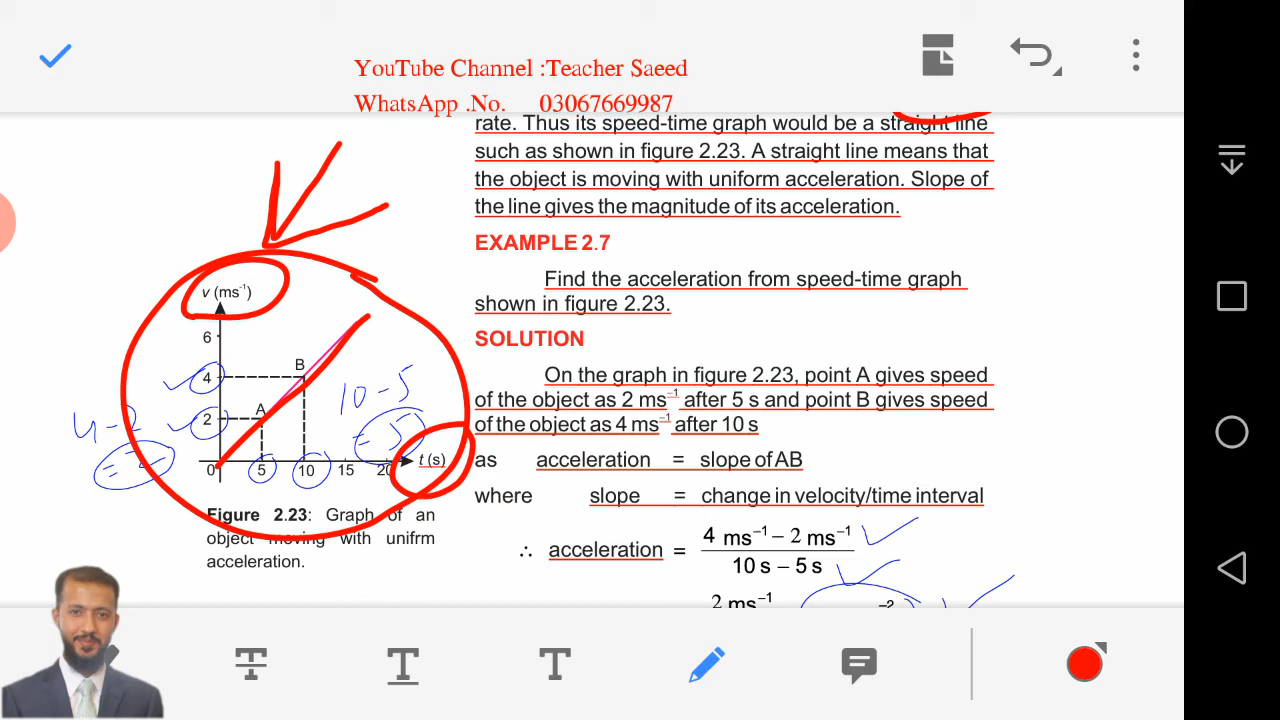 YouTube Channel :Teacher Saeed
WhatsApp .No. 03067669987
rate. Thus its speed-time graph would be a straight line
such as shown in figure 2.23. A straight line means that
the object is moving with uniform acceleration. Slope of
the line gives the magnitude of its acceleration.
EXAMPLE 2.7
Find the acceleration from speed-time graph
shown in figure 2.23.
SOLUTION
On the graph in figure 2.23, point A gives speed
of the object as 2 ms⁻¹ after 5 s and point B gives speed
of the object as 4 ms⁻¹ after 10 s
as acceleration = slope of AB
where slope = change in velocity/time interval
∴ acceleration = 4 ms⁻¹ – 2 ms⁻¹
10 s – 5 s
2 ms⁻¹
⁻²
v (ms⁻¹)
6
B
4
10-5
A
4-2
2
= 5
= 2
0 5 10 15 20 t (s)
Figure 2.23: Graph of an
object moving with unifrm
acceleration.
T T T